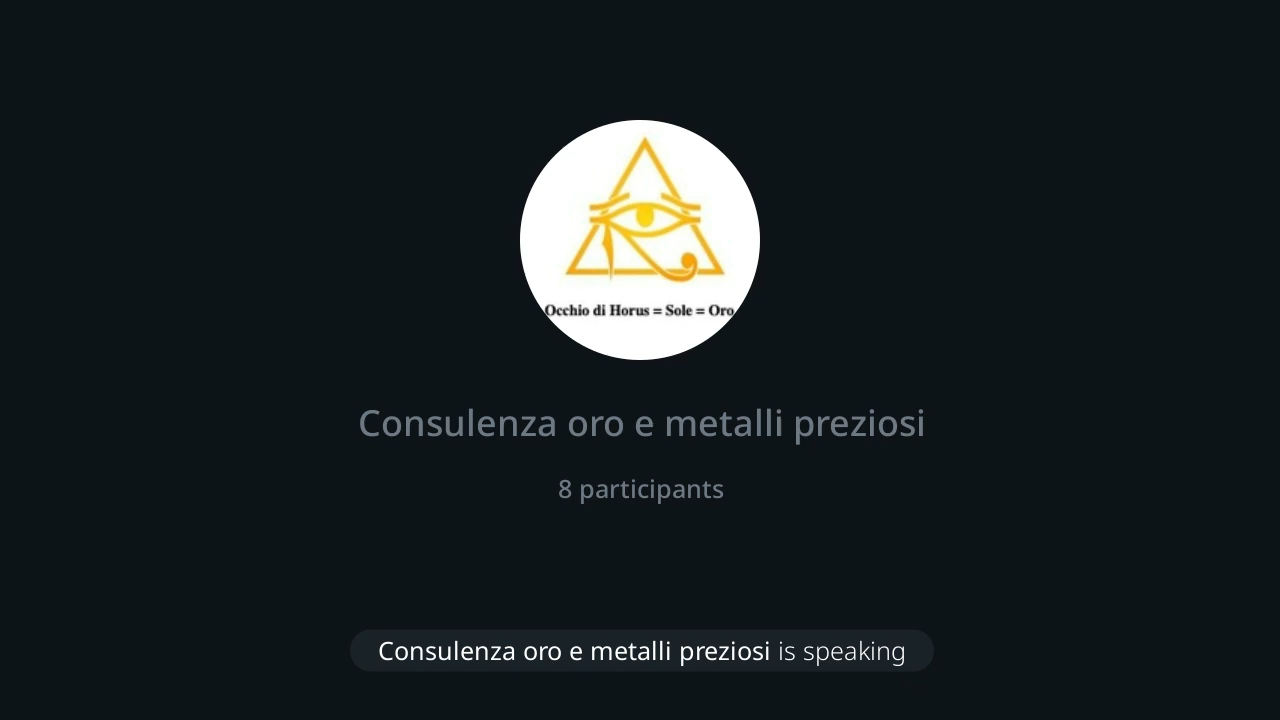 Occhio di Horus = Sole = Oro
Consulenza oro e metalli preziosi
8 participants
Consulenza oro e metalli preziosi is speaking